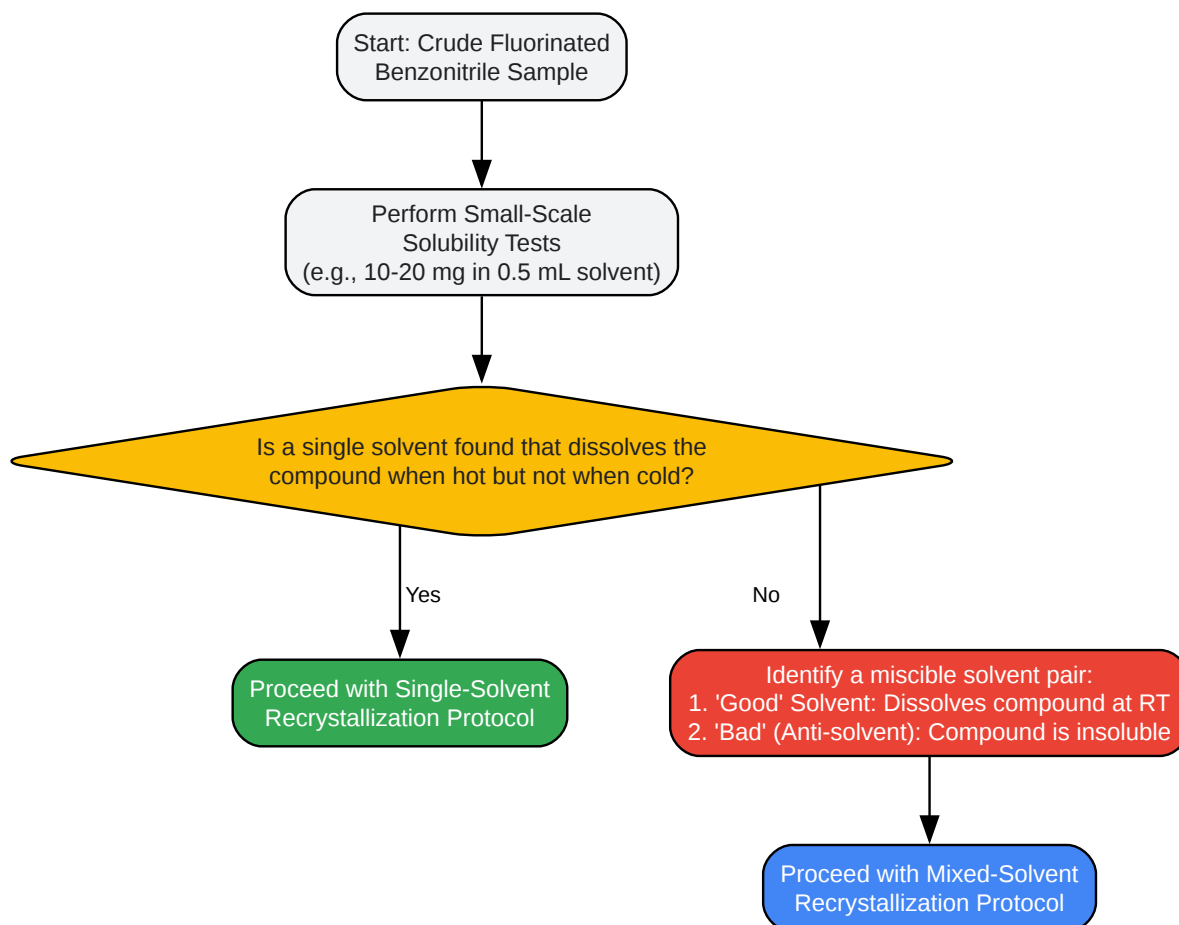 Start: Crude Fluorinated
Benzonitrile Sample
Perform Small-Scale
Solubility Tests
(e.g., 10-20 mg in 0.5 mL solvent)
Is a single solvent found that dissolves the
compound when hot but not when cold?
Yes
No
Proceed with Single-Solvent
Recrystallization Protocol
Identify a miscible solvent pair:
1. 'Good' Solvent: Dissolves compound at RT
2. 'Bad' (Anti-solvent): Compound is insoluble
Proceed with Mixed-Solvent
Recrystallization Protocol